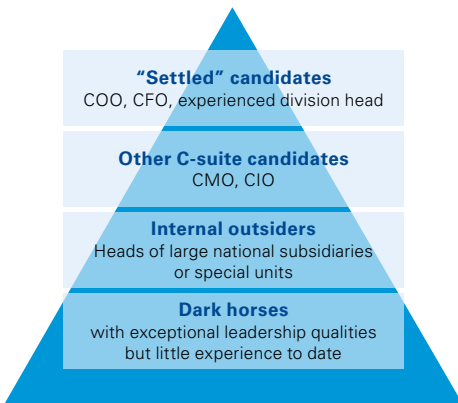 “Settled” candidates
COO, CFO, experienced division head
Other C-suite candidates
CMO, CIO
Internal outsiders
Heads of large national subsidiaries
or special units
Dark horses
with exceptional leadership qualities
but little experience to date